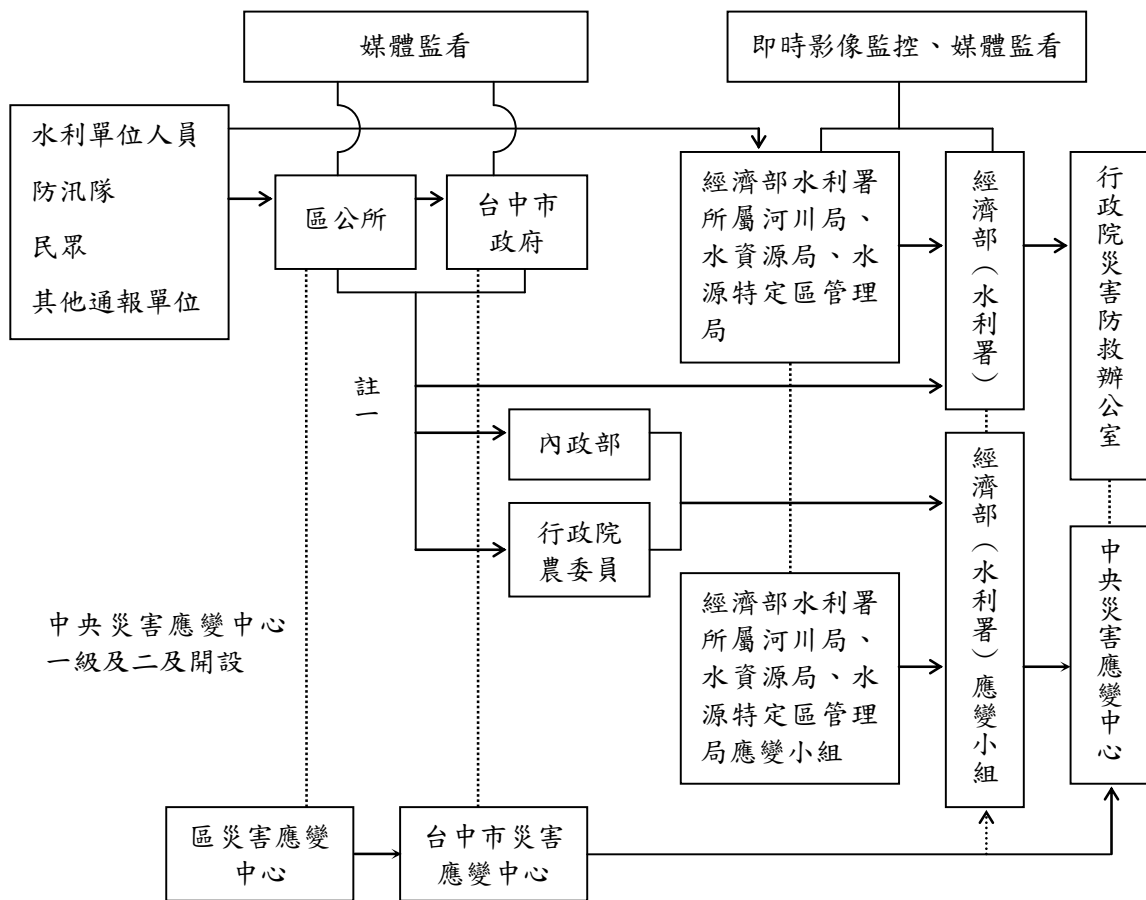 媒體監看
即時影像監控、媒體監看
水利單位人員
防汛隊
民眾
其他通報單位
區公所
台中市
政府
經濟部水利署
所屬河川局、
水資源局、水
源特定區管理
局
經濟部（水利署）
行政院災害防救辦公室
註一
內政部
行政院
農委員
經濟部水利署
所屬河川局、
水資源局、水
源特定區管理
局應變小組
經濟部（水利署）應變小組
中央災害應變中心
中央災害應變中心
一級及二及開設
區災害應變
中心
台中市災害
應變中心